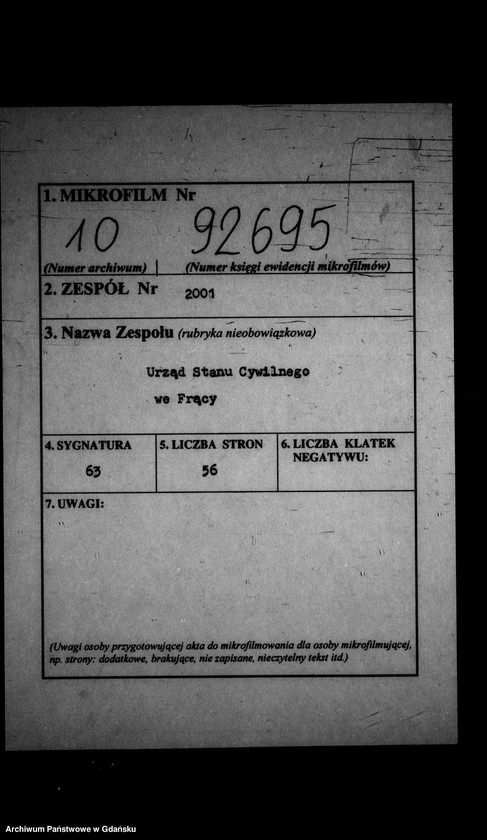 1. MIKROFILM Nr
10 92695
(Numer archiwum) (Numer księgi ewidencji mikrofilmów)
2. ZESPÓŁ Nr 2001
3. Nazwa Zespołu (rubryka nieobowiązkowa)
Urząd Stanu Cywilnego
we Frący
4. SYGNATURA 5. LICZBA STRON 6. LICZBA KLATEK
NEGATYWU:
63 56
7. UWAGI:
(Uwagi osoby przygotowującej akta do mikrofilmowania dla osoby mikrofilmującej,
np. strony: dodatkowe, brakujące, nie zapisane, nieczytelny tekst itd.)
Archiwum Państwowe w Gdańsku